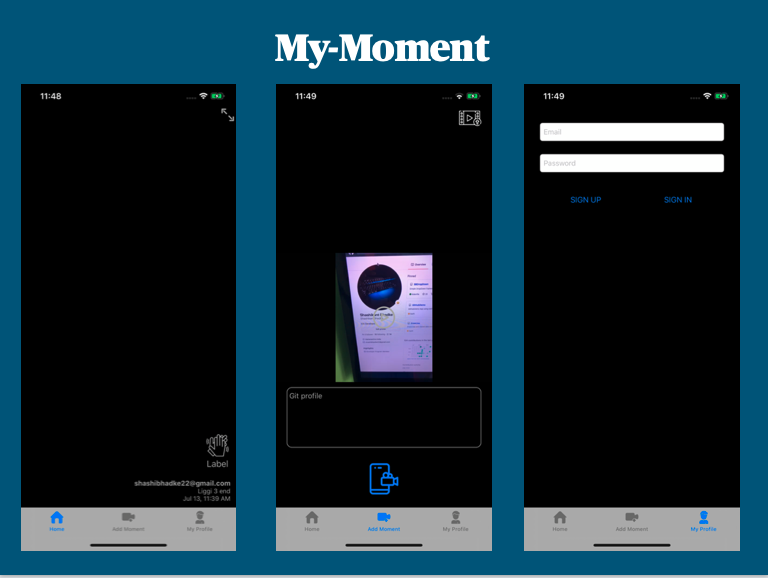 My-Moment
11:48
Label
shashibhadke22@gmail.com
Liggi 3 end
Jul 13, 11:39 AM
Home
Add Moment
My Profile
11:49
Git profile
Home
Add Moment
My Profile
11:49
Email
Password
SIGN UP
SIGN IN
Home
Add Moment
My Profile